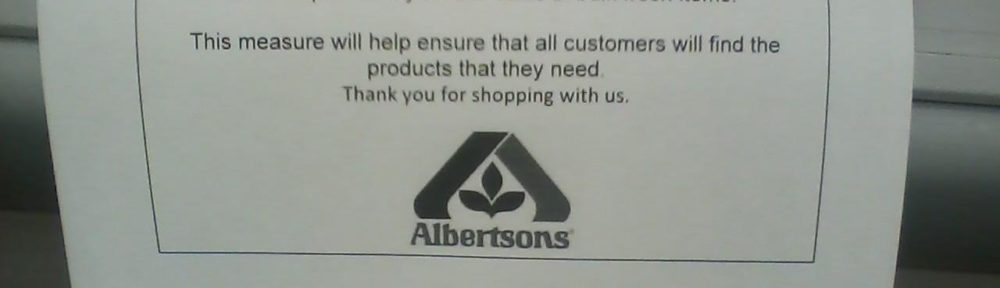 This measure will help ensure that all customers will find the
products that they need.
Thank you for shopping with us.
Albertsons